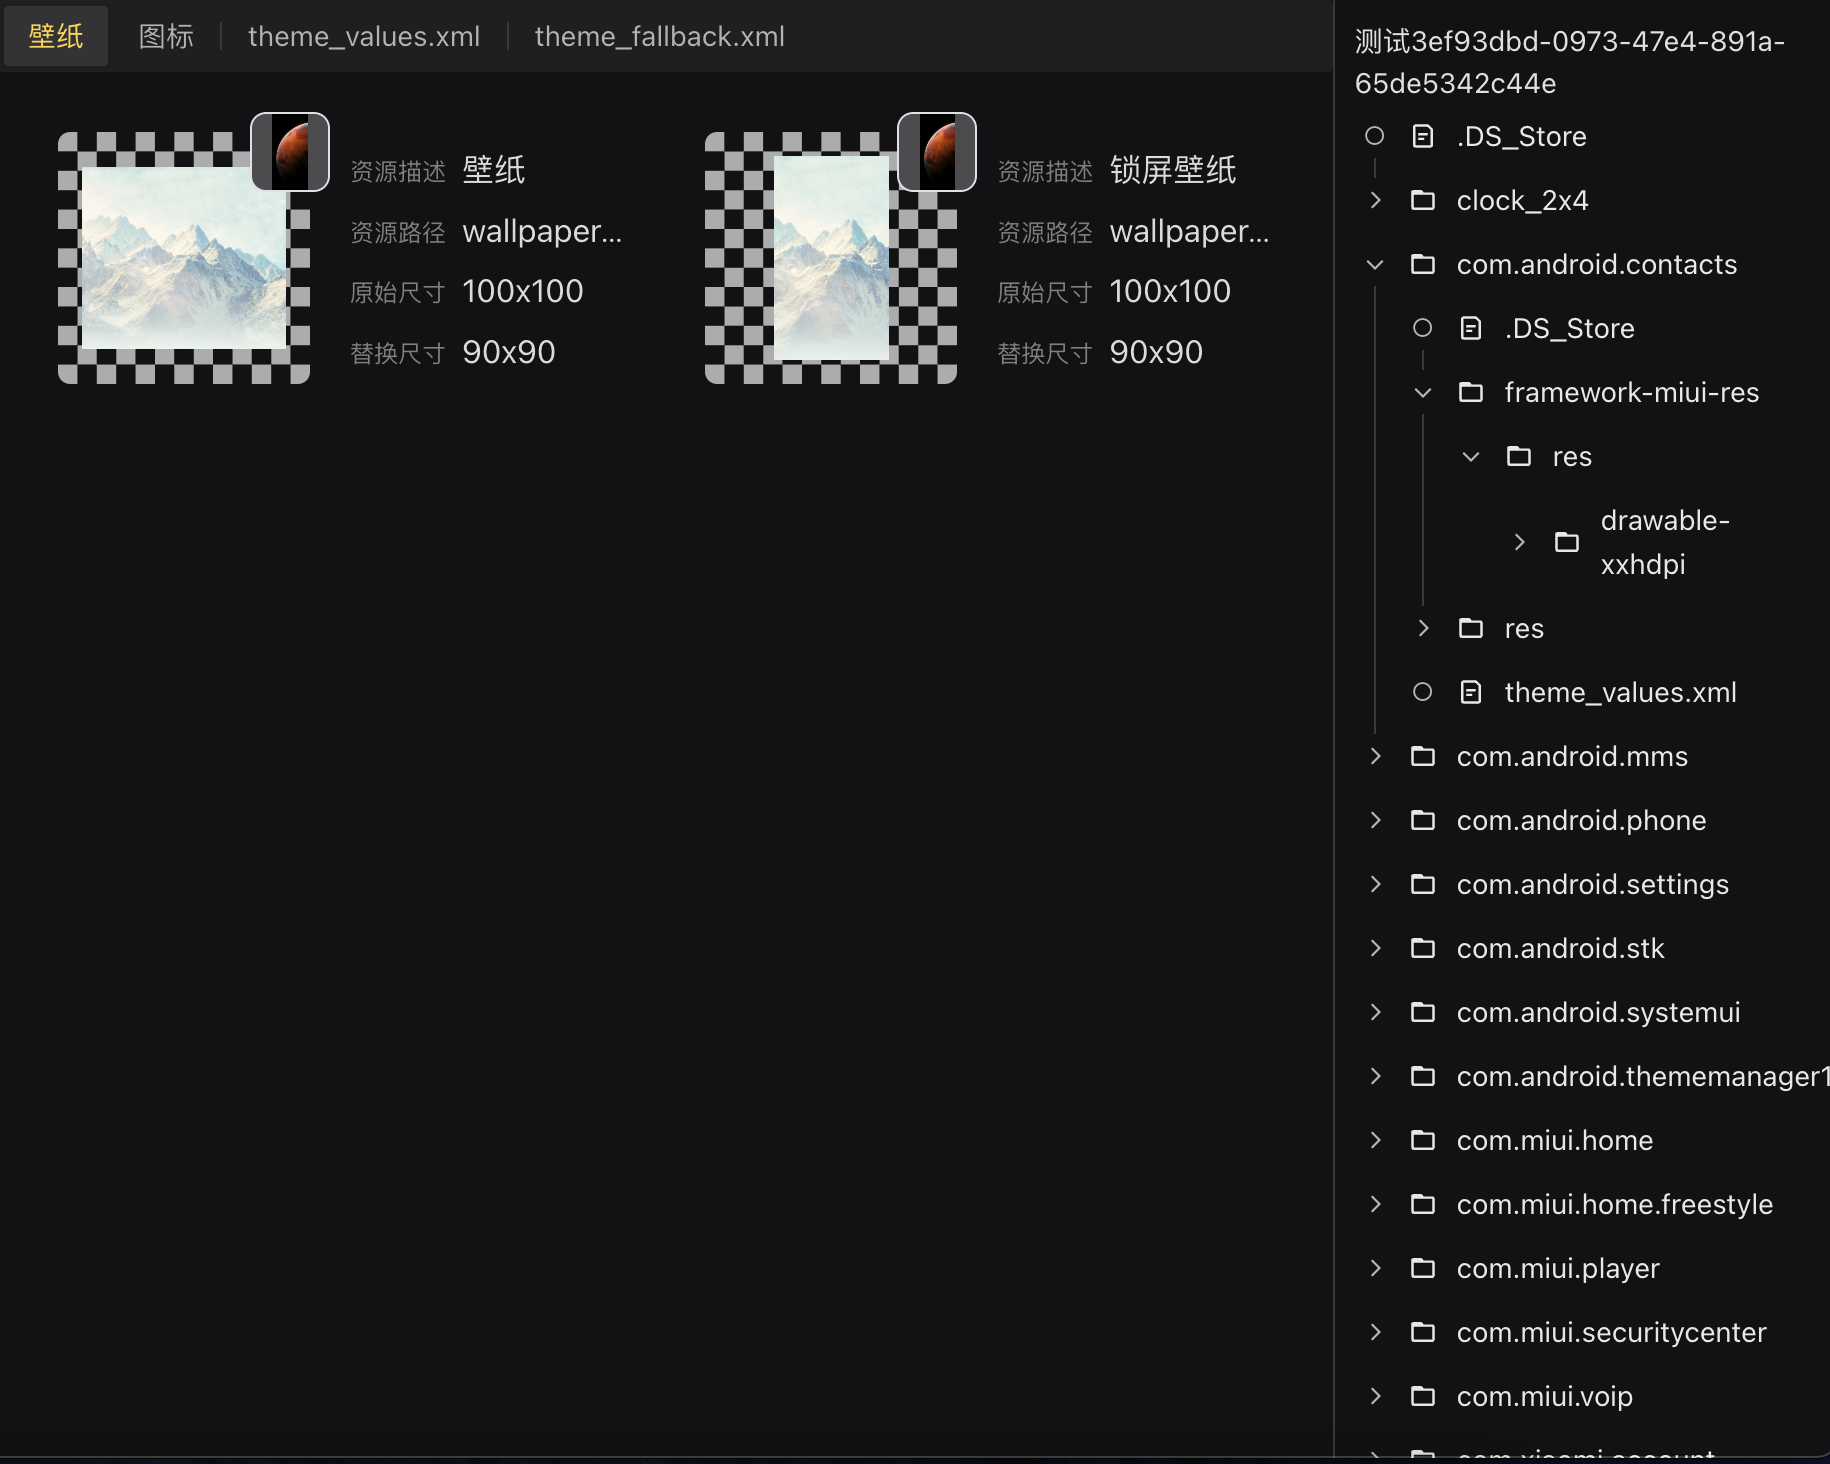 壁纸
图标
theme_values.xml
theme_fallback.xml
资源描述 壁纸
资源路径 wallpaper...
原始尺寸 100x100
替换尺寸 90x90
资源描述 锁屏壁纸
资源路径 wallpaper...
原始尺寸 100x100
替换尺寸 90x90
测试3ef93dbd-0973-47e4-891a-
65de5342c44e
.DS_Store
clock_2x4
com.android.contacts
.DS_Store
framework-miui-res
res
drawable-
xxhdpi
res
theme_values.xml
com.android.mms
com.android.phone
com.android.settings
com.android.stk
com.android.systemui
com.android.thememanager1
com.miui.home
com.miui.home.freestyle
com.miui.player
com.miui.securitycenter
com.miui.voip